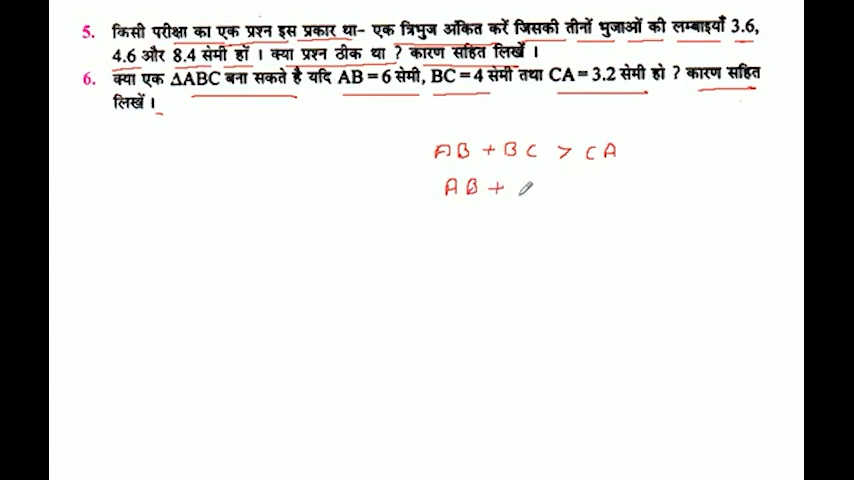 5. किसी परीक्षा का एक प्रश्न इस प्रकार था- एक त्रिभुज अंकित करें जिसकी तीनों भुजाओं की लम्बाइयाँ 3.6,
4.6 और 8.4 सेमी हों । क्या प्रश्न ठीक था ? कारण सहित लिखें ।
6. क्या एक ΔABC बना सकते है यदि AB = 6 सेमी, BC = 4 सेमी तथा CA = 3.2 सेमी हो ? कारण सहित
लिखें ।
AB + BC > CA
AB +